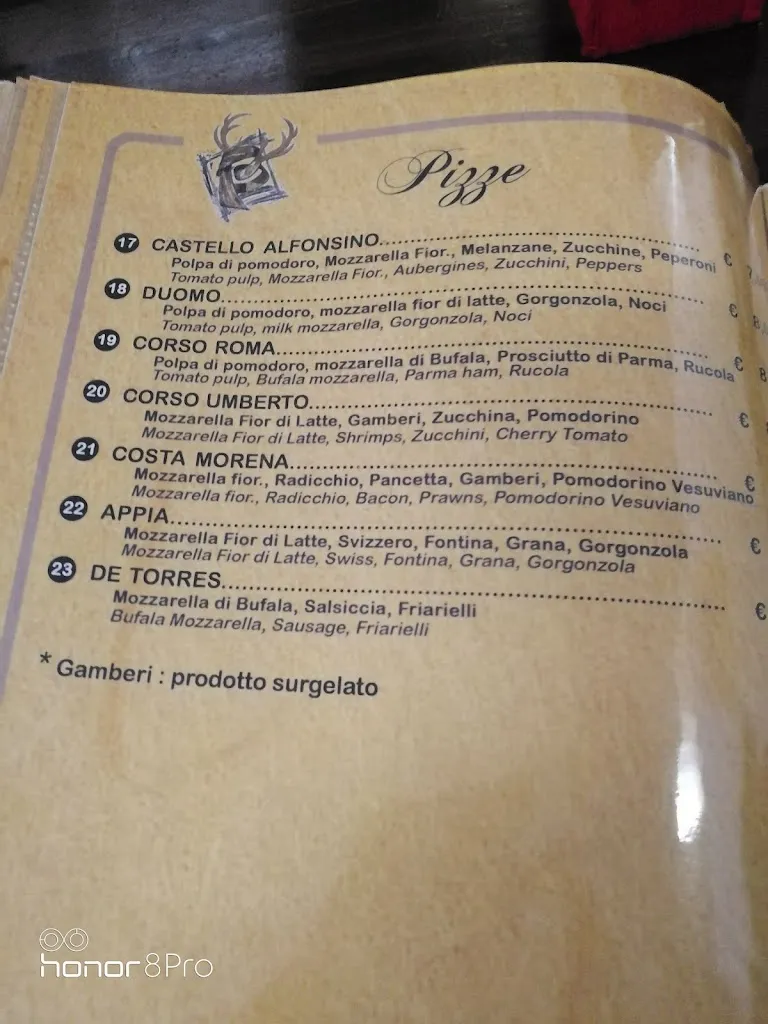 Pizze
17 CASTELLO ALFONSINO........................................ €
Polpa di pomodoro, Mozzarella Fior., Melanzane, Zucchine, Peperoni
Tomato pulp, Mozzarella Fior., Aubergines, Zucchini, Peppers
18 DUOMO........................................ €
Polpa di pomodoro, mozzarella fior di latte, Gorgonzola, Noci
Tomato pulp, milk mozzarella, Gorgonzola, Noci
19 CORSO ROMA........................................ € 8
Polpa di pomodoro, mozzarella di Bufala, Prosciutto di Parma, Rucola
Tomato pulp, Bufala mozzarella, Parma ham, Rucola
20 CORSO UMBERTO........................................ €
Mozzarella Fior di Latte, Gamberi, Zucchina, Pomodorino
Mozzarella Fior di Latte, Shrimps, Zucchini, Cherry Tomato
21 COSTA MORENA........................................ €
Mozzarella fior., Radicchio, Pancetta, Gamberi, Pomodorino Vesuviano
Mozzarella fior., Radicchio, Bacon, Prawns, Pomodorino Vesuviano
22 APPIA........................................ €
Mozzarella Fior di Latte, Svizzero, Fontina, Grana, Gorgonzola
Mozzarella Fior di Latte, Swiss, Fontina, Grana, Gorgonzola
23 DE TORRES........................................ €
Mozzarella di Bufala, Salsiccia, Friarielli
Bufala Mozzarella, Sausage, Friarielli
* Gamberi : prodotto surgelato
honor 8 Pro